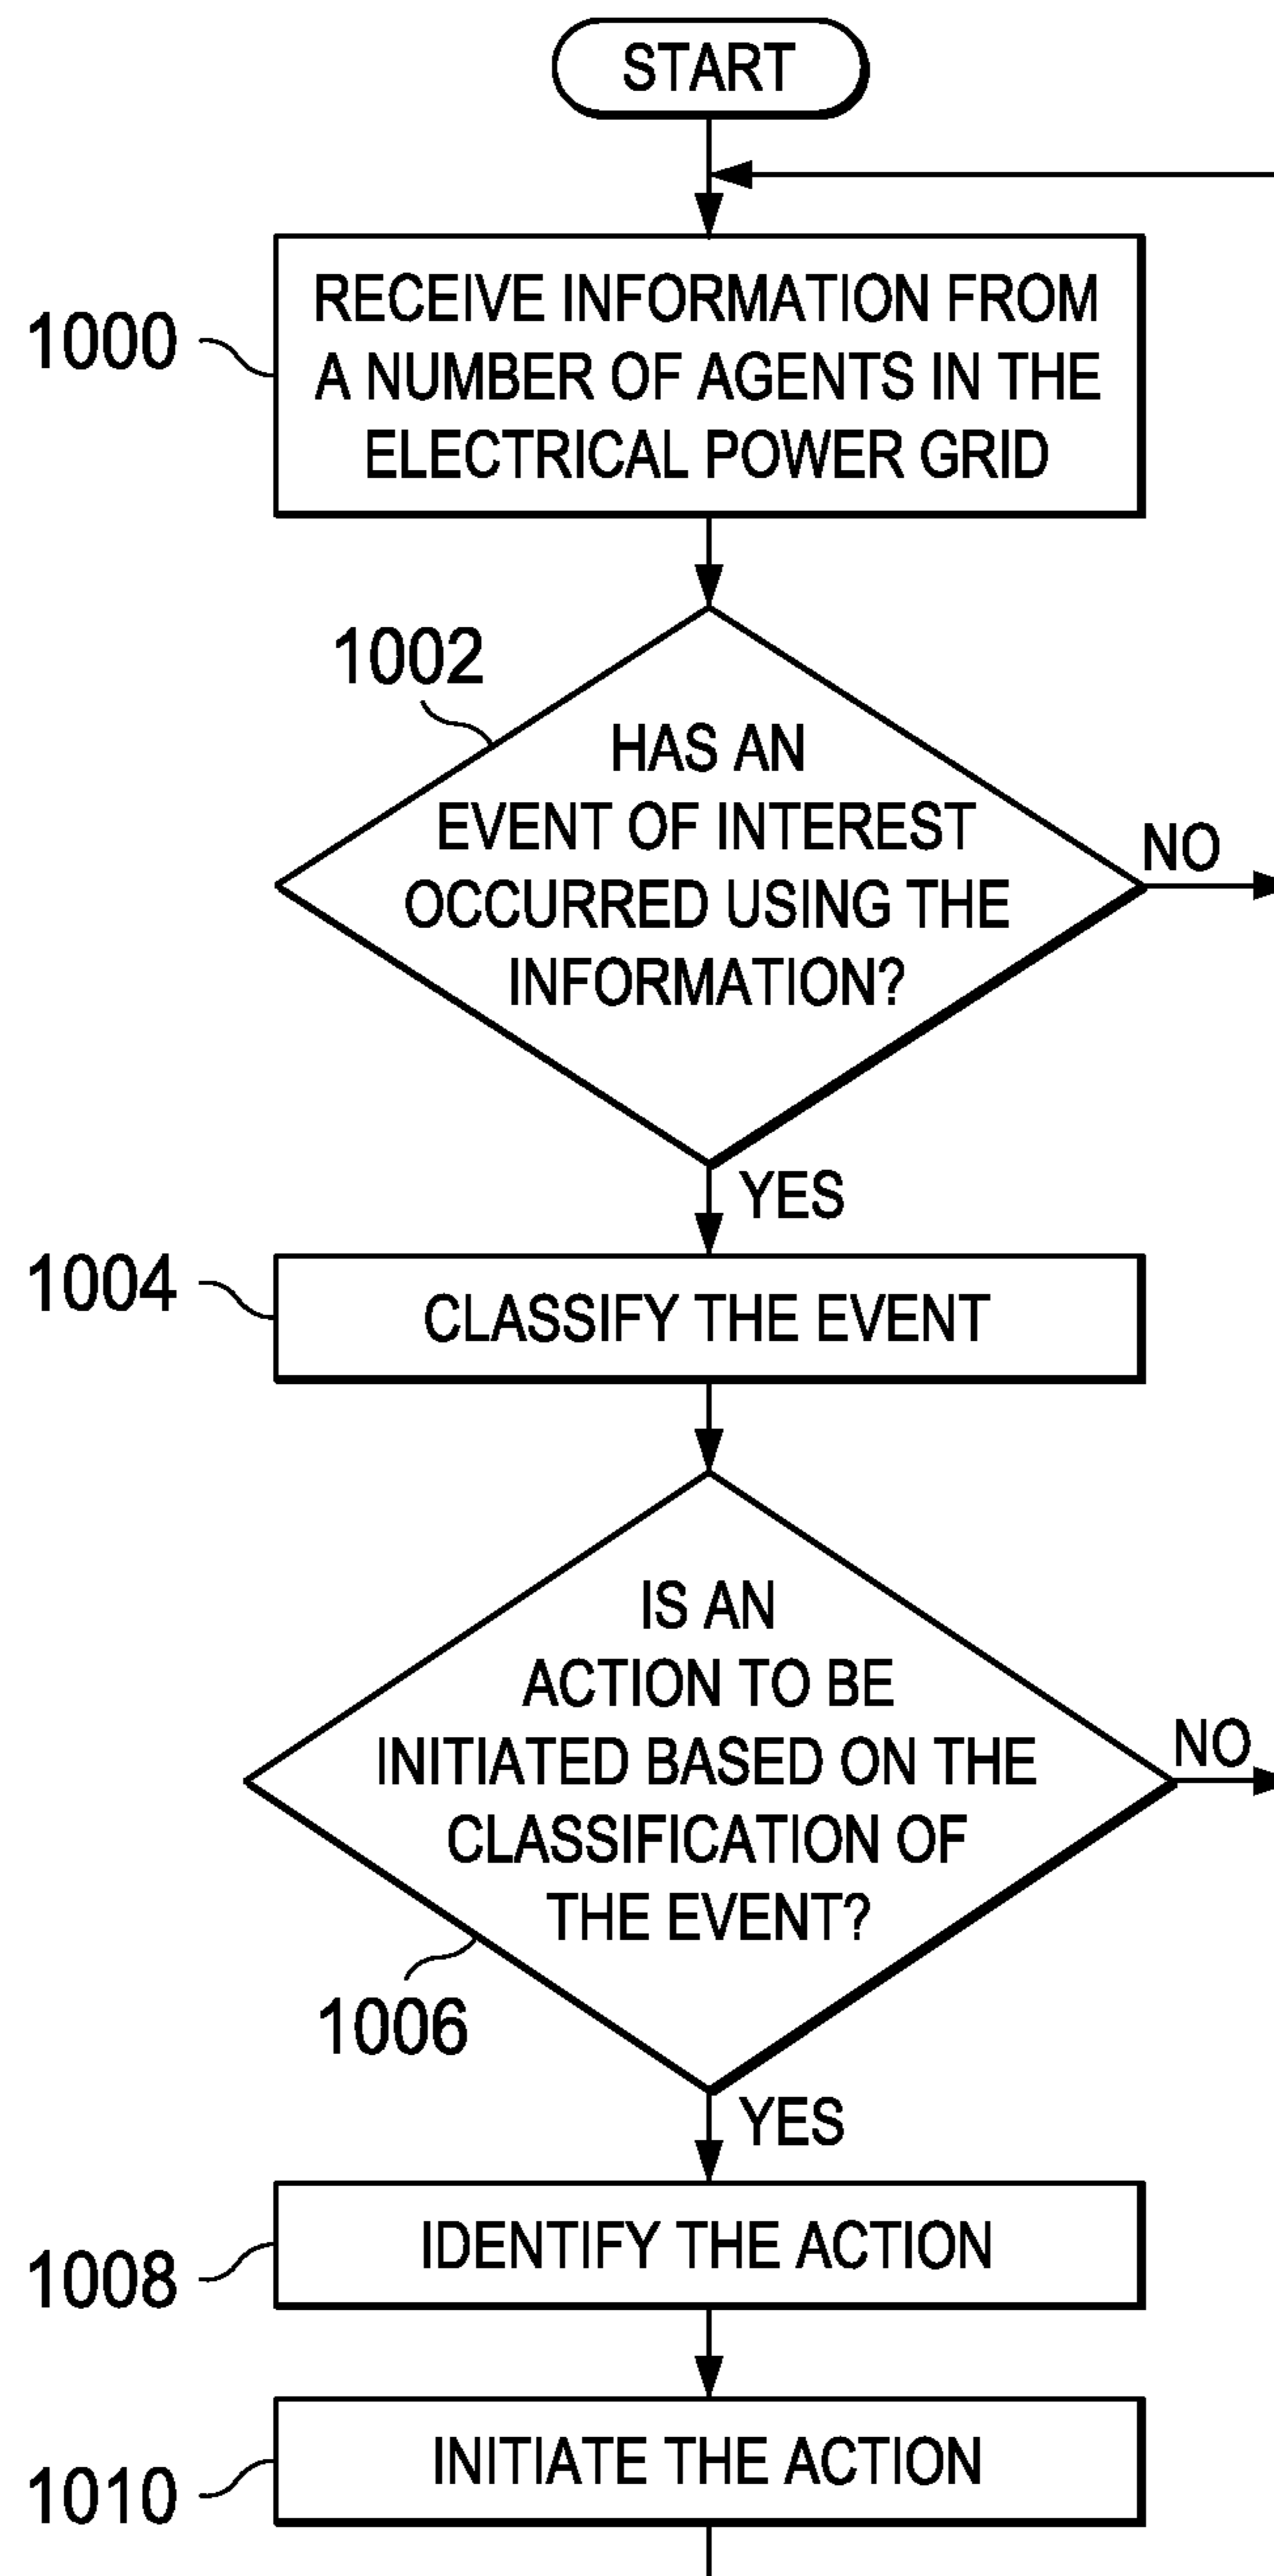 START
1000
RECEIVE INFORMATION FROM
A NUMBER OF AGENTS IN THE
ELECTRICAL POWER GRID
1002
HAS AN
EVENT OF INTEREST
OCCURRED USING THE
INFORMATION?
NO
YES
1004
CLASSIFY THE EVENT
IS AN
ACTION TO BE
INITIATED BASED ON THE
CLASSIFICATION OF
THE EVENT?
NO
1006
YES
1008
IDENTIFY THE ACTION
1010
INITIATE THE ACTION